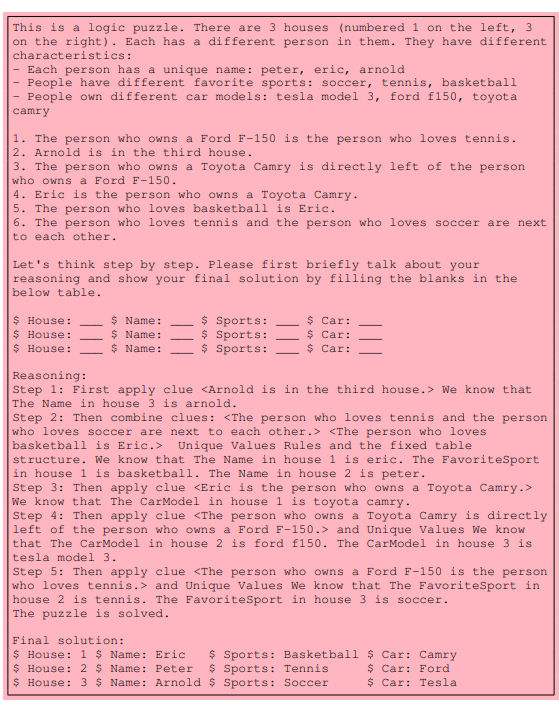 This is a logic puzzle. There are 3 houses (numbered 1 on the left, 3
on the right). Each has a different person in them. They have different
characteristics:
- Each person has a unique name: peter, eric, arnold
- People have different favorite sports: soccer, tennis, basketball
- People own different car models: tesla model 3, ford f150, toyota
camry
1. The person who owns a Ford F-150 is the person who loves tennis.
2. Arnold is in the third house.
3. The person who owns a Toyota Camry is directly left of the person
who owns a Ford F-150.
4. Eric is the person who owns a Toyota Camry.
5. The person who loves basketball is Eric.
6. The person who loves tennis and the person who loves soccer are next
to each other.
Let's think step by step. Please first briefly talk about your
reasoning and show your final solution by filling the blanks in the
below table.
$ House: ___ $ Name: ___ $ Sports: ___ $ Car: ___
$ House: ___ $ Name: ___ $ Sports: ___ $ Car: ___
$ House: ___ $ Name: ___ $ Sports: ___ $ Car: ___
Reasoning:
Step 1: First apply clue <Arnold is in the third house.> We know that
The Name in house 3 is arnold.
Step 2: Then combine clues: <The person who loves tennis and the person
who loves soccer are next to each other.> <The person who loves
basketball is Eric.>  Unique Values Rules and the fixed table
structure. We know that The Name in house 1 is eric. The FavoriteSport
in house 1 is basketball. The Name in house 2 is peter.
Step 3: Then apply clue <Eric is the person who owns a Toyota Camry.>
We know that The CarModel in house 1 is toyota camry.
Step 4: Then apply clue <The person who owns a Toyota Camry is directly
left of the person who owns a Ford F-150.> and Unique Values We know
that The CarModel in house 2 is ford f150. The CarModel in house 3 is
tesla model 3.
Step 5: Then apply clue <The person who owns a Ford F-150 is the person
who loves tennis.> and Unique Values We know that The FavoriteSport in
house 2 is tennis. The FavoriteSport in house 3 is soccer.
The puzzle is solved.
Final solution:
$ House: 1 $ Name: Eric   $ Sports: Basketball $ Car: Camry
$ House: 2 $ Name: Peter  $ Sports: Tennis     $ Car: Ford
$ House: 3 $ Name: Arnold $ Sports: Soccer     $ Car: Tesla